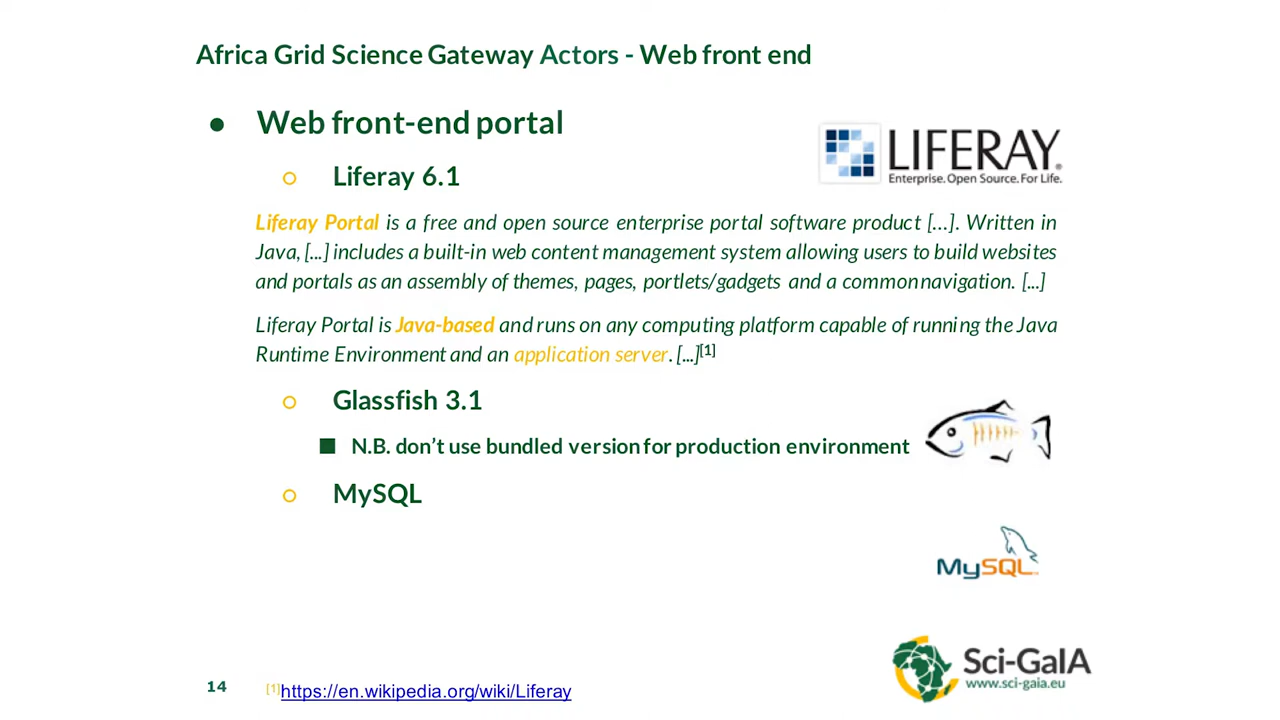 Africa Grid Science Gateway Actors - Web front end
● Web front-end portal
LIFERAY®
Enterprise. Open Source. For Life.
○ Liferay 6.1
Liferay Portal is a free and open source enterprise portal software product [...]. Written in
Java, [...] includes a built-in web content management system allowing users to build websites
and portals as an assembly of themes, pages, portlets/gadgets and a common navigation. [...]
Liferay Portal is Java-based and runs on any computing platform capable of running the Java
Runtime Environment and an application server. [...][1]
○ Glassfish 3.1
■ N.B. don't use bundled version for production environment
○ MySQL
MySQL™
Sci-GaIA
www.sci-gaia.eu
14
[1]https://en.wikipedia.org/wiki/Liferay